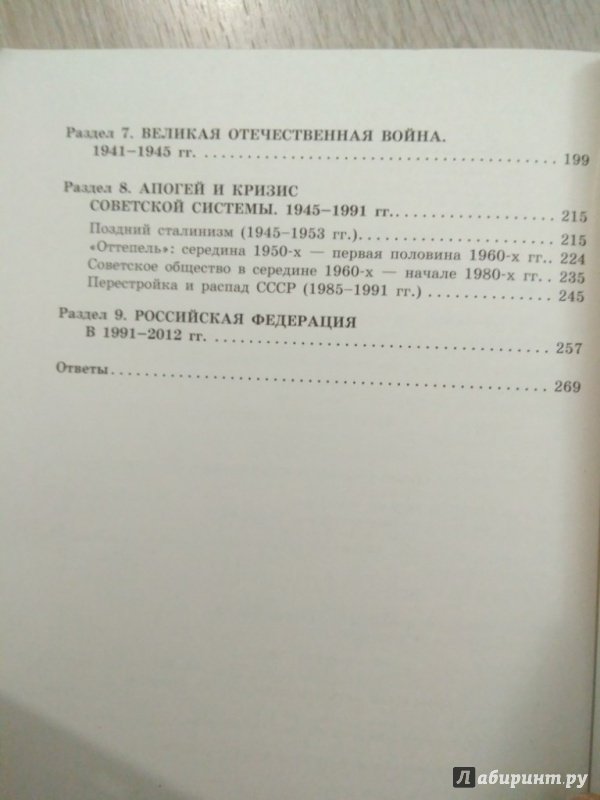 Раздел 7. ВЕЛИКАЯ ОТЕЧЕСТВЕННАЯ ВОЙНА.
1941–1945 гг. . . . . . . . . . . . . . . . . . . . . . . . . . . . . . . . . . 199
Раздел 8. АПОГЕЙ И КРИЗИС
СОВЕТСКОЙ СИСТЕМЫ. 1945–1991 гг. . . . . . . . . . . . . . 215
Поздний сталинизм (1945–1953 гг.) . . . . . . . . . . . . . . . . . . 215
«Оттепель»: середина 1950-х — первая половина 1960-х гг. . 224
Советское общество в середине 1960-х — начале 1980-х гг. . 235
Перестройка и распад СССР (1985–1991 гг.) . . . . . . . . . . . 245
Раздел 9. РОССИЙСКАЯ ФЕДЕРАЦИЯ
В 1991–2012 гг. . . . . . . . . . . . . . . . . . . . . . . . . . . . . . . . . 257
Ответы . . . . . . . . . . . . . . . . . . . . . . . . . . . . . . . . . . . . . . . 269
лабиринт.ру